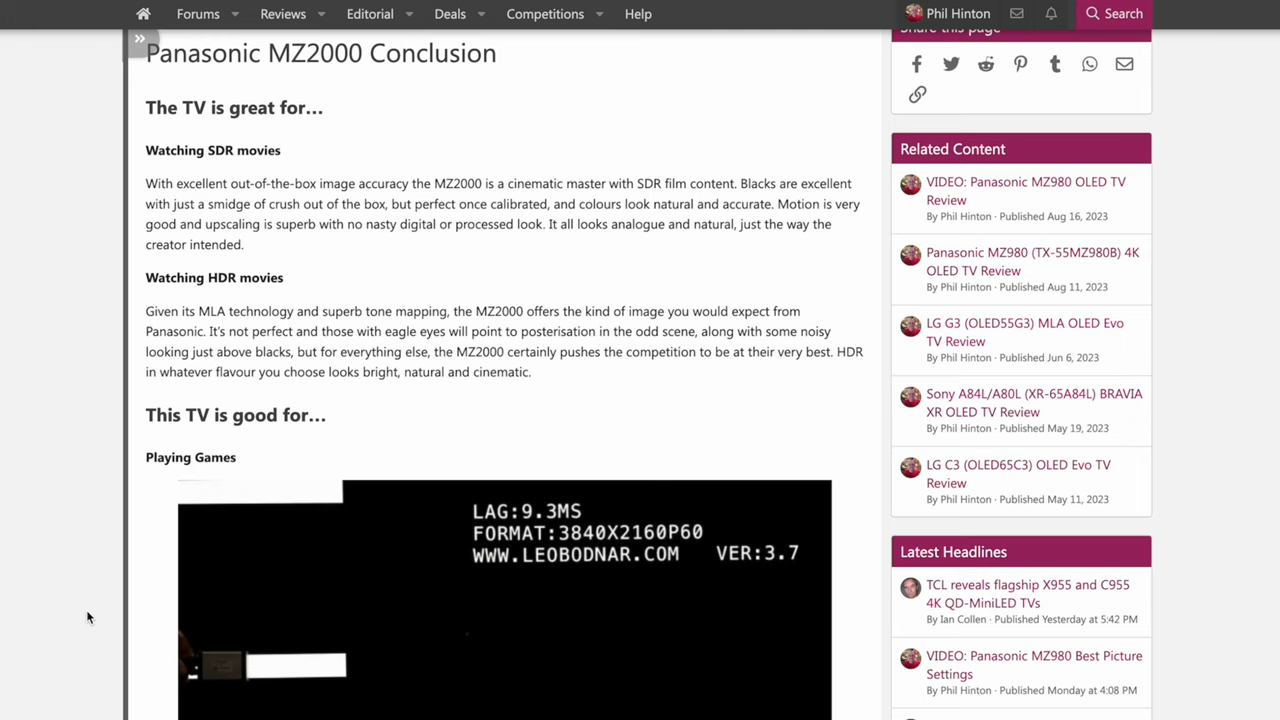 Forums Reviews Editorial Deals Competitions Help Phil Hinton Search
Panasonic MZ2000 Conclusion
The TV is great for...
Watching SDR movies
With excellent out-of-the-box image accuracy the MZ2000 is a cinematic master with SDR film content. Blacks are excellent
with just a smidge of crush out of the box, but perfect once calibrated, and colours look natural and accurate. Motion is very
good and upscaling is superb with no nasty digital or processed look. It all looks analogue and natural, just the way the
creator intended.
Watching HDR movies
Given its MLA technology and superb tone mapping, the MZ2000 offers the kind of image you would expect from
Panasonic. It's not perfect and those with eagle eyes will point to posterisation in the odd scene, along with some noisy
looking just above blacks, but for everything else, the MZ2000 certainly pushes the competition to be at their very best. HDR
in whatever flavour you choose looks bright, natural and cinematic.
This TV is good for...
Playing Games
LAG:9.3MS
FORMAT:3840X2160P60
WWW.LEOBODNAR.COM VER:3.7
Share this page
Related Content
VIDEO: Panasonic MZ980 OLED TV
Review
By Phil Hinton · Published Aug 16, 2023
Panasonic MZ980 (TX-55MZ980B) 4K
OLED TV Review
By Phil Hinton · Published Aug 11, 2023
LG G3 (OLED55G3) MLA OLED Evo
TV Review
By Phil Hinton · Published Jun 6, 2023
Sony A84L/A80L (XR-65A84L) BRAVIA
XR OLED TV Review
By Phil Hinton · Published May 19, 2023
LG C3 (OLED65C3) OLED Evo TV
Review
By Phil Hinton · Published May 11, 2023
Latest Headlines
TCL reveals flagship X955 and C955
4K QD-MiniLED TVs
By Ian Collen · Published Yesterday at 5:42 PM
VIDEO: Panasonic MZ980 Best Picture
Settings
By Phil Hinton · Published Monday at 4:08 PM